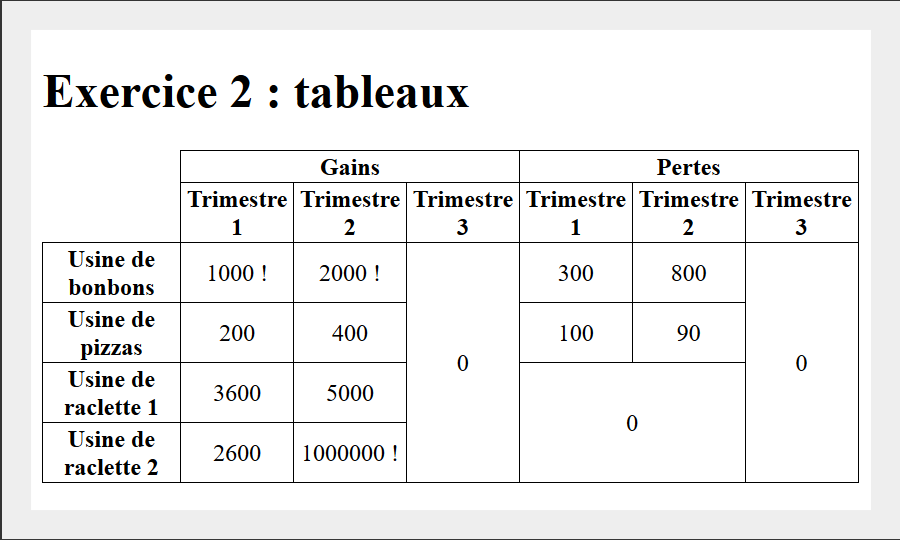 Exercice 2 : tableaux
Gains Pertes
Trimestre 1 Trimestre 2 Trimestre 3 Trimestre 1 Trimestre 2 Trimestre 3
Usine de bonbons 1000 ! 2000 ! 0 300 800 0
Usine de pizzas 200 400 100 90
Usine de raclette 1 3600 5000 0
Usine de raclette 2 2600 1000000 !